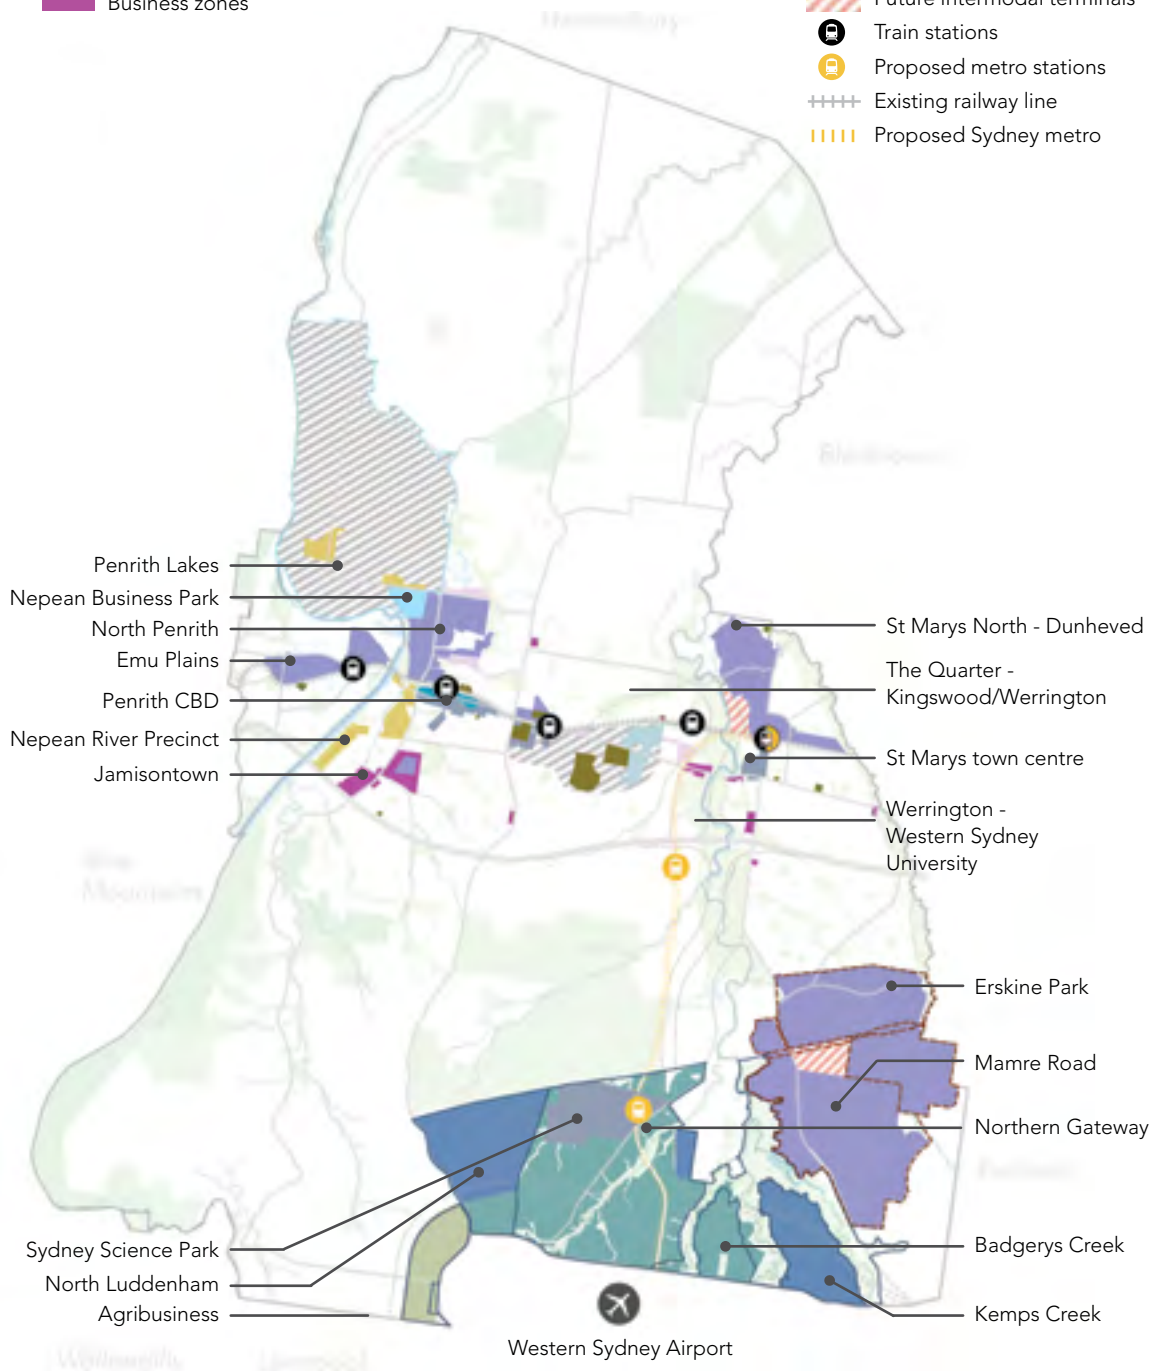 Business zones
Future intermodal terminals
Train stations
Proposed metro stations
Existing railway line
Proposed Sydney metro
Penrith Lakes
Nepean Business Park
North Penrith
Emu Plains
Penrith CBD
Nepean River Precinct
Jamisontown
St Marys North - Dunheved
The Quarter -
Kingswood/Werrington
St Marys town centre
Werrington -
Western Sydney
University
Erskine Park
Mamre Road
Northern Gateway
Sydney Science Park
North Luddenham
Agribusiness
Badgerys Creek
Kemps Creek
Western Sydney Airport